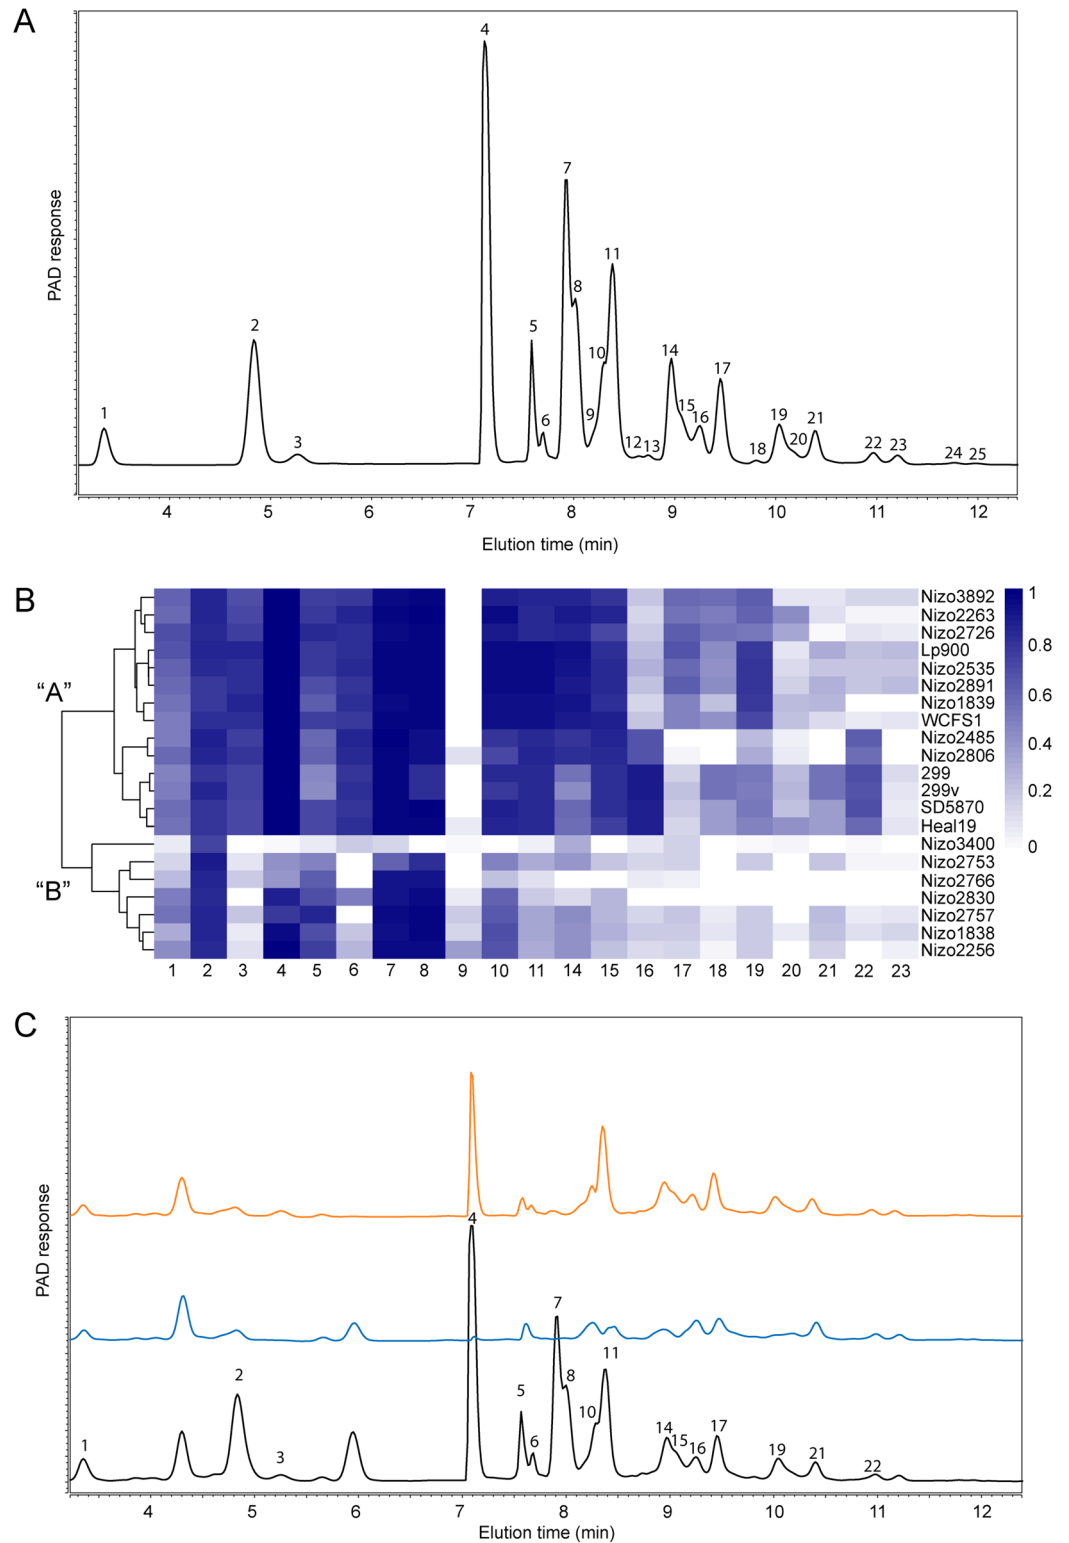 A
4
7
11
8
2
5
10
14
17
15
1
9
6
16
19
21
3
12 13
18
20
22 23
24 25
PAD response
4 5 6 7 8 9 10 11 12
Elution time (min)
B
Nizo3892
Nizo2263
Nizo2726
Lp900
Nizo2535
Nizo2891
Nizo1839
WCFS1
Nizo2485
Nizo2806
299
299v
SD5870
Heal19
Nizo3400
Nizo2753
Nizo2766
Nizo2830
Nizo2757
Nizo1838
Nizo2256
“A”
“B”
1
0.8
0.6
0.4
0.2
0
1 2 3 4 5 6 7 8 9 10 11 14 15 16 17 18 19 20 21 22 23
C
4
7
11
2
8
5
10
14
15
17
1
6
16
19
21
3
22
PAD response
4 5 6 7 8 9 10 11 12
Elution time (min)